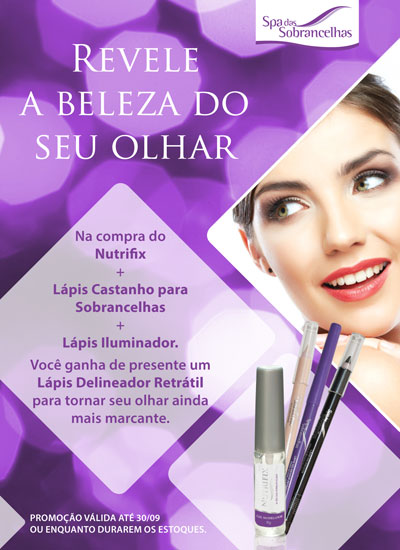 Spa das
Sobrancelhas
REVELE
A BELEZA DO
SEU OLHAR
Na compra do
Nutrifix
+
Lápis Castanho para
Sobrancelhas
+
Lápis Iluminador.
Você ganha de presente um
Lápis Delineador Retrátil
para tornar seu olhar ainda
mais marcante.
Nutrifix
PROMOÇÃO VÁLIDA ATÉ 30/09
OU ENQUANTO DURAREM OS ESTOQUES.